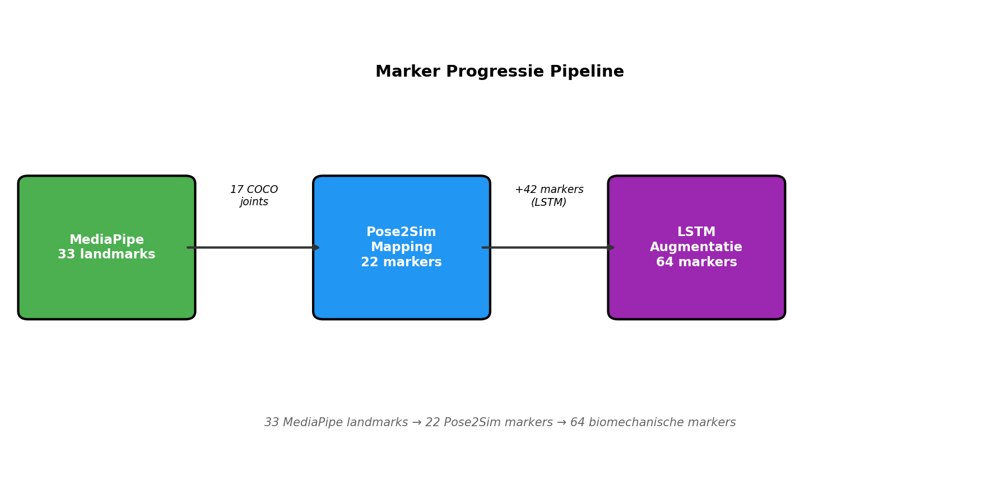 Marker Progressie Pipeline
MediaPipe
33 landmarks
17 COCO
joints
Pose2Sim
Mapping
22 markers
+42 markers
(LSTM)
LSTM
Augmentatie
64 markers
33 MediaPipe landmarks → 22 Pose2Sim markers → 64 biomechanische markers